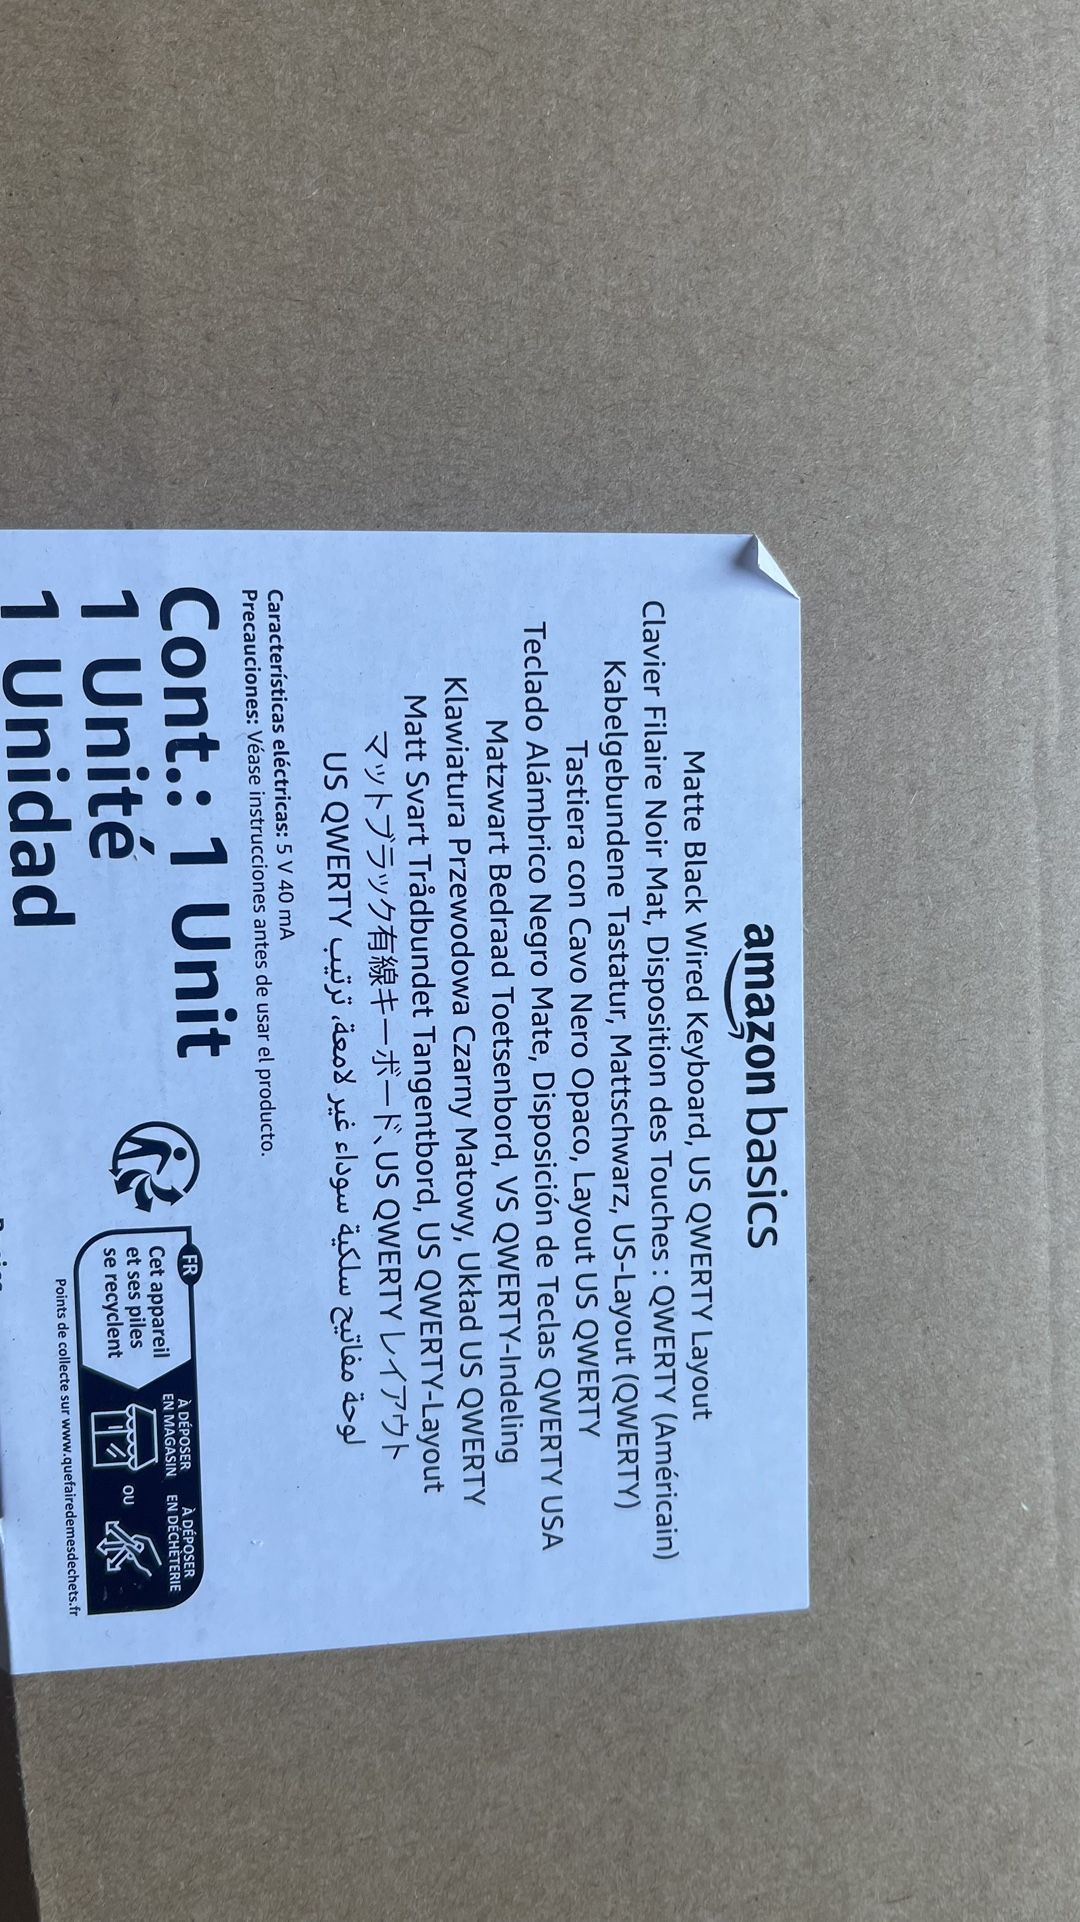 amazon basics
Matte Black Wired Keyboard, US QWERTY Layout
Clavier Filaire Noir Mat, Disposition des Touches : QWERTY (Américain)
Kabelgebundene Tastatur, Mattschwarz, US-Layout (QWERTY)
Tastiera con Cavo Nero Opaco, Layout US QWERTY
Teclado Alámbrico Negro Mate, Disposición de Teclas QWERTY USA
Matzwart Bedraad Toetsenbord, VS QWERTY-Indeling
Klawiatura Przewodowa Czarny Matowy, Układ US QWERTY
Matt Svart Trådbundet Tangentbord, US QWERTY-Layout
マットブラック有線キーボード、US QWERTY レイアウト
لوحة مفاتيح سلكية سوداء غير لامعة، ترتيب US QWERTY
Características eléctricas: 5 V 40 mA
Precauciones: Véase instrucciones antes de usar el producto.
Cont.: 1 Unit
1 Unité
1 Unidad
FR
Cet appareil
et ses piles
se recyclent
À DÉPOSER
EN MAGASIN
OU
À DÉPOSER
EN DÉCHÈTERIE
Points de collecte sur www.quefairedemesdechets.fr